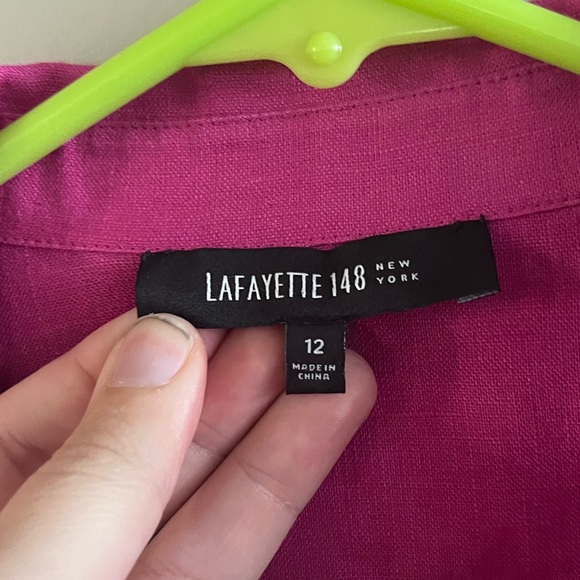 LAFAYETTE 148 NEW YORK
12
MADE IN
CHINA